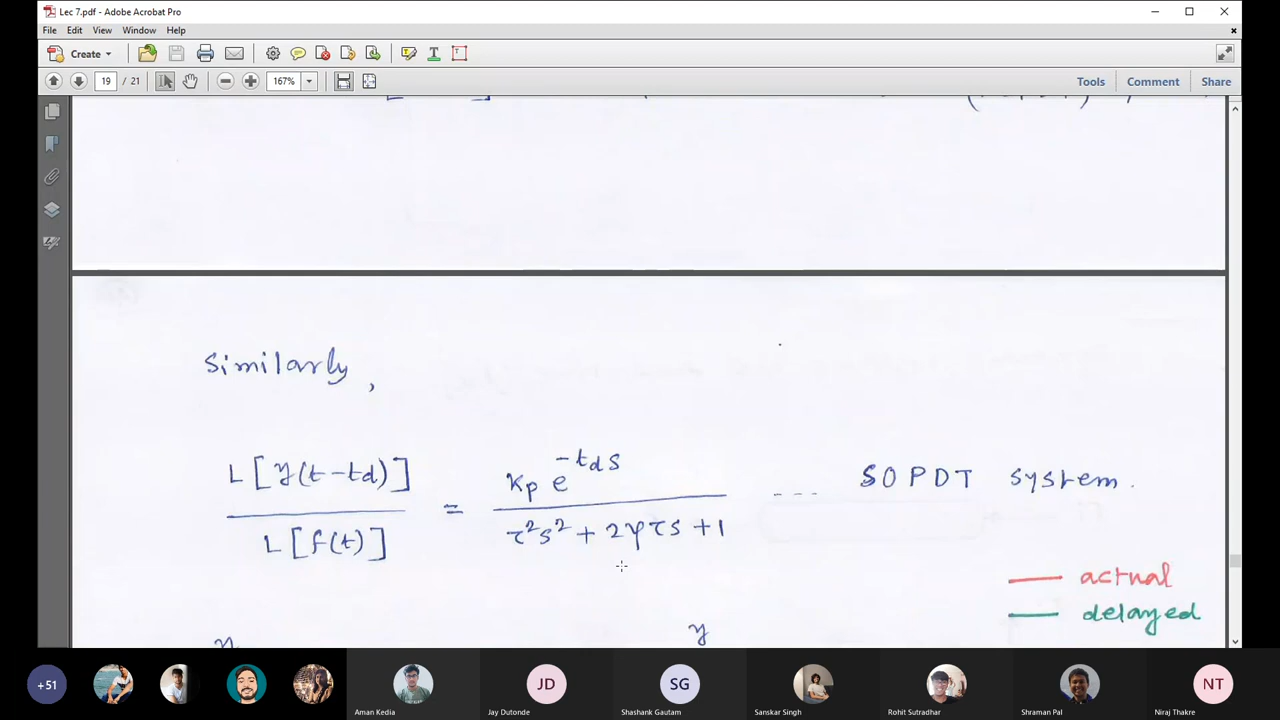 Lec 7.pdf - Adobe Acrobat Pro
File Edit View Window Help
Create
19 / 21 167% Tools Comment Share
Similarly,
L[y(t-td)] / L[f(t)] = Kp e^-tds / τ²s² + 2ψτs + 1 --- SOPDT system.
actual
delayed
y
+51 JD SG NT
Aman Kedia Jay Dutonde Shashank Gautam Sanskar Singh Rohit Sutradhar Shraman Pal Niraj Thakre